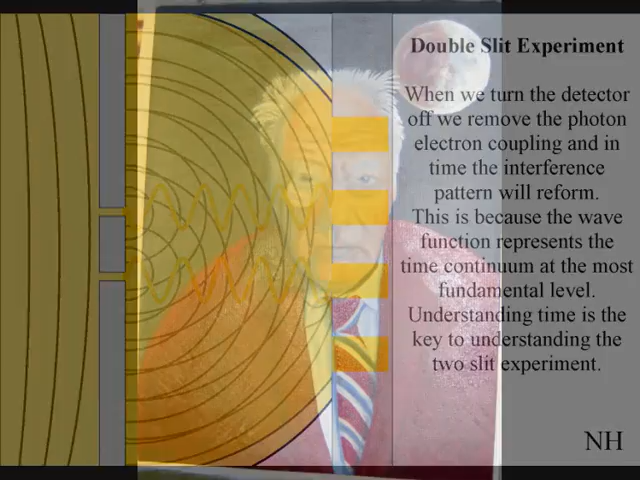 Double Slit Experiment
When we turn the detector
off we remove the photon
electron coupling and in
time the interference
pattern will reform.
This is because the wave
function represents the
time continuum at the most
fundamental level.
Understanding time is the
key to understanding the
two slit experiment.
NH